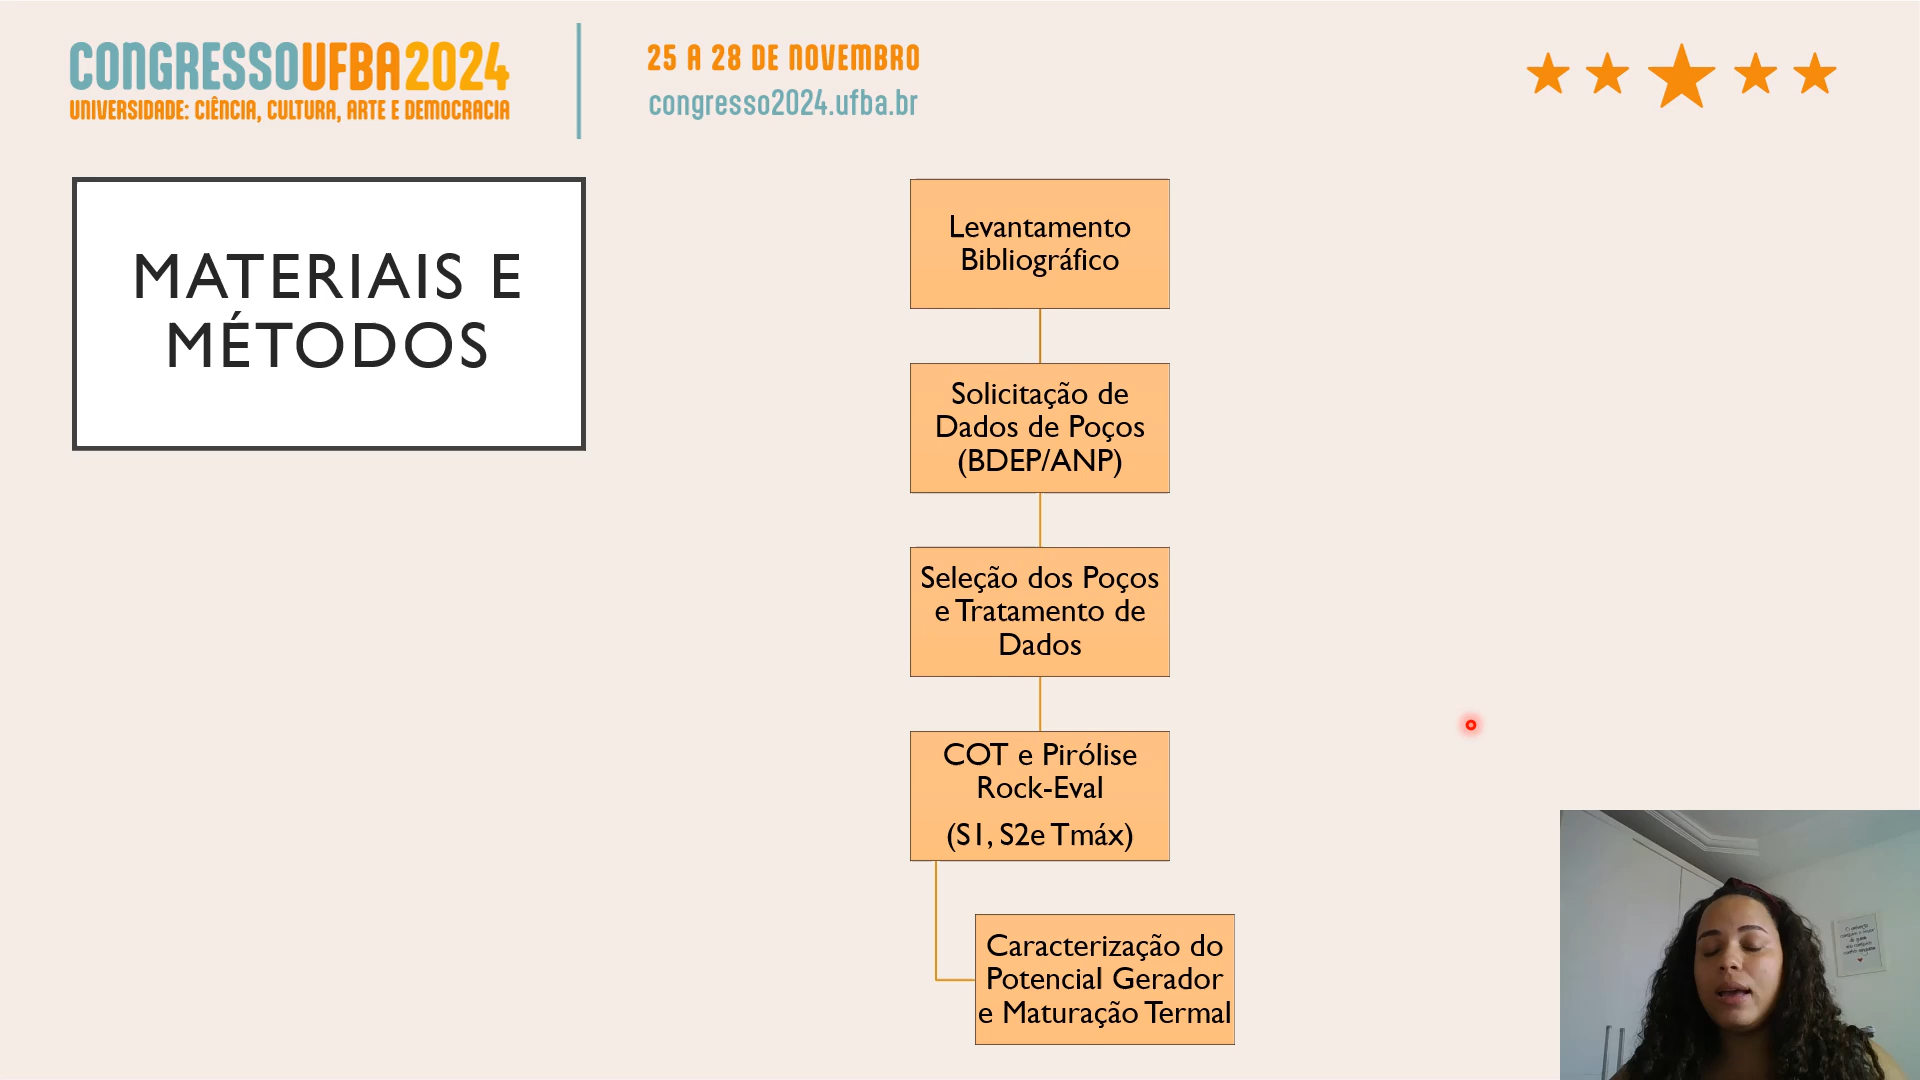 CONGRESSOUFBA2024
UNIVERSIDADE: CIÊNCIA, CULTURA, ARTE E DEMOCRACIA
25 A 28 DE NOVEMBRO
congresso2024.ufba.br
MATERIAIS E
MÉTODOS
Levantamento
Bibliográfico
Solicitação de
Dados de Poços
(BDEP/ANP)
Seleção dos Poços
e Tratamento de
Dados
COT e Pirólise
Rock-Eval
(S1, S2e Tmáx)
Caracterização do
Potencial Gerador
e Maturação Termal